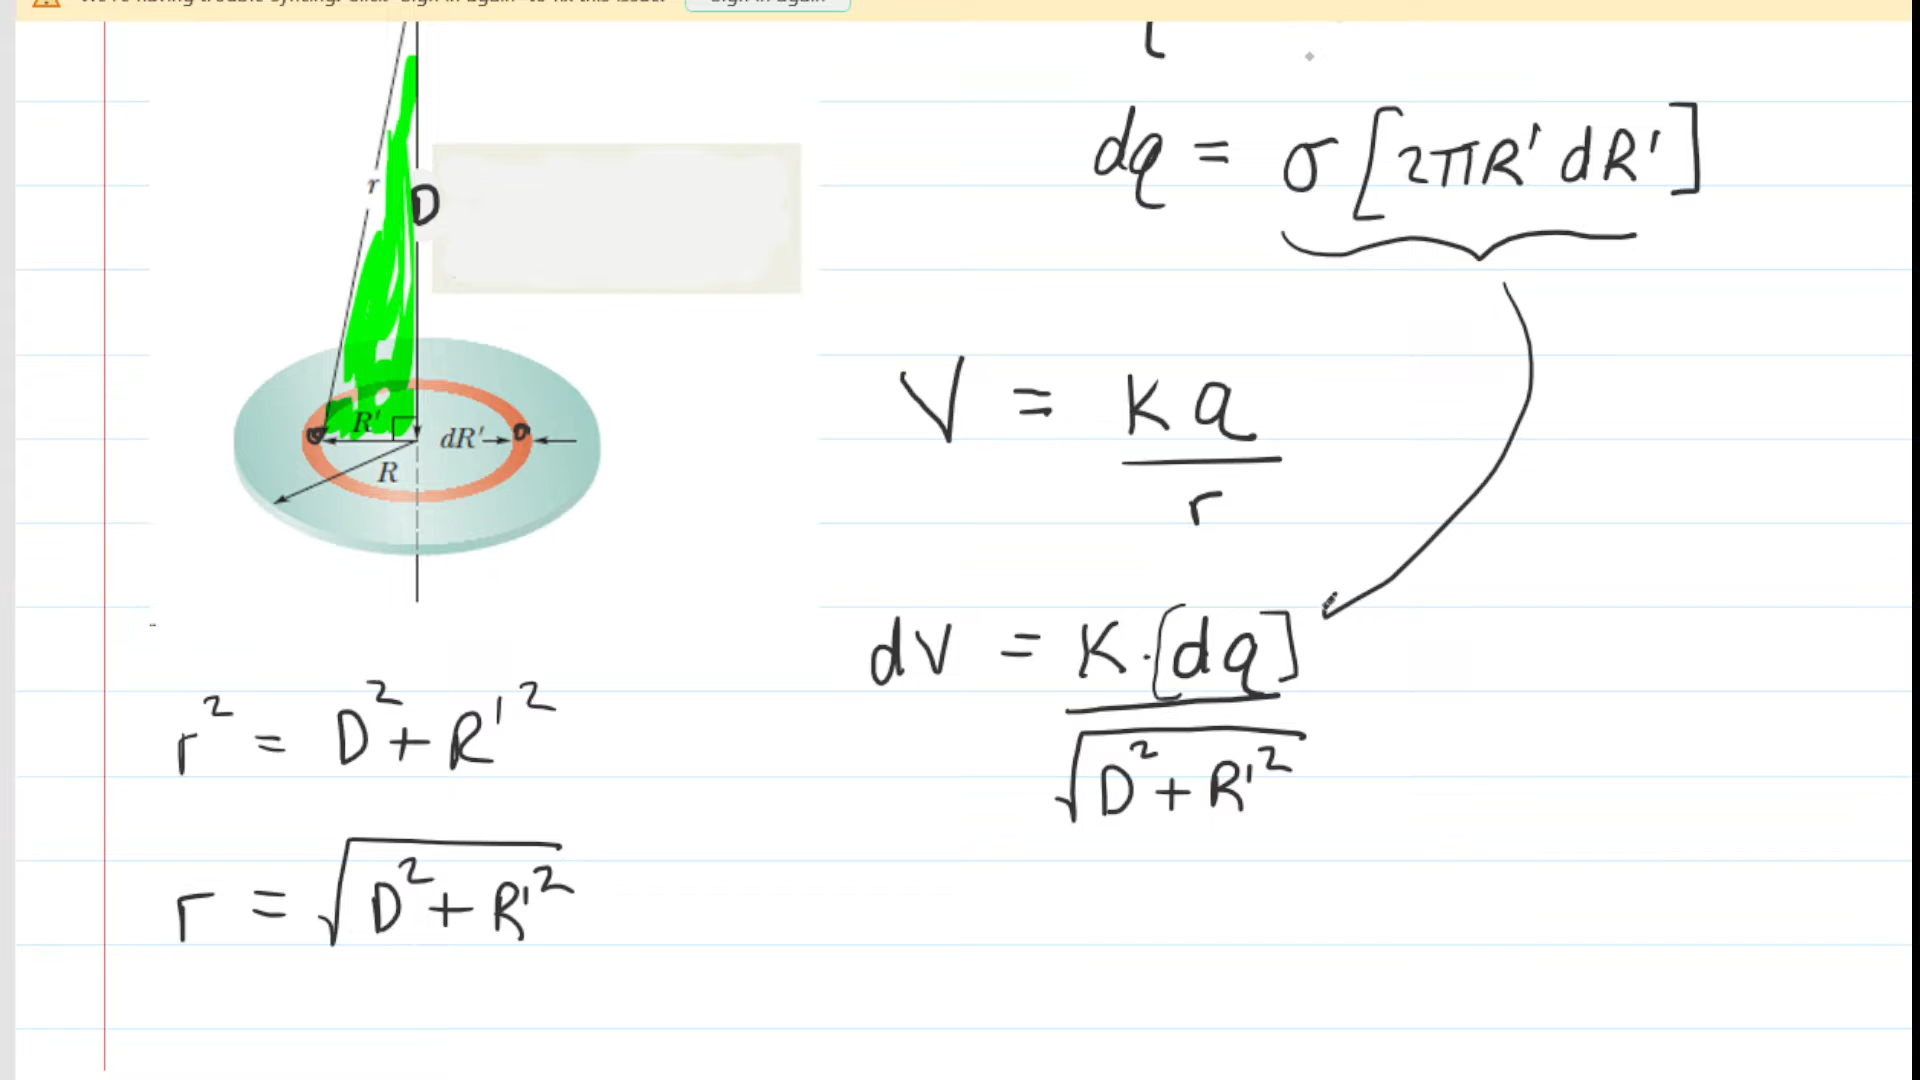 dq = σ[2πR' dR']
r
D
V = kq / r
R'
dR'
R
dV = K·[dq] / √(D² + R'²)
r² = D² + R'²
r = √(D² + R'²)